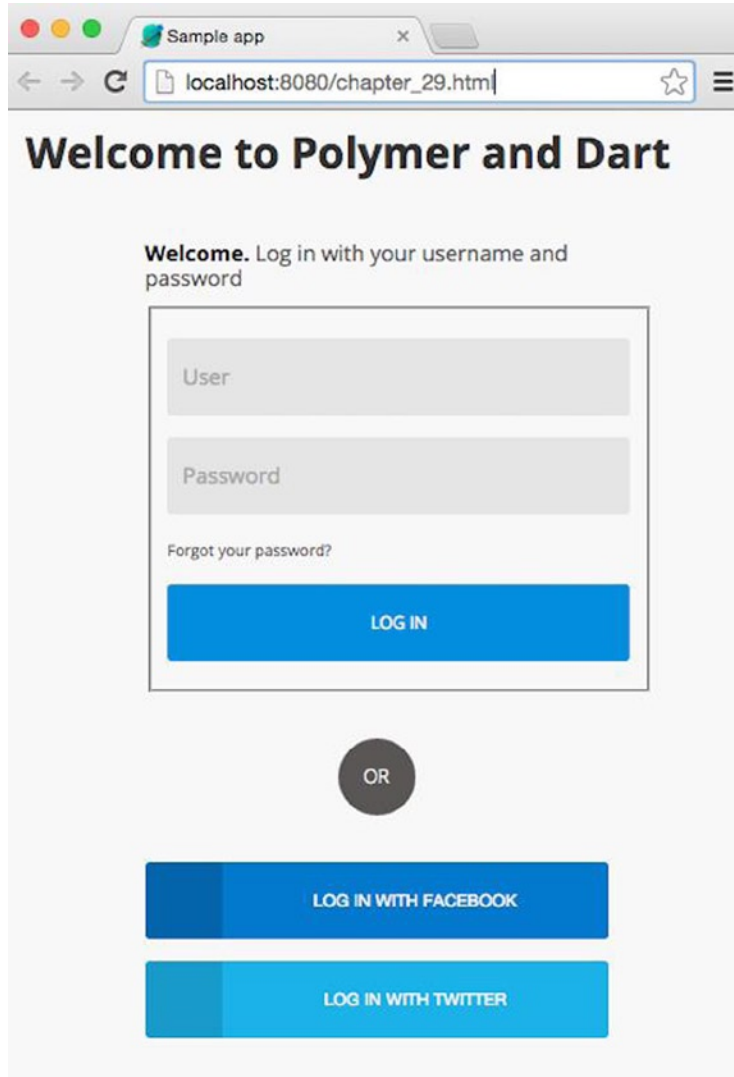 Sample app
localhost:8080/chapter_29.html
Welcome to Polymer and Dart
Welcome. Log in with your username and
password
User
Password
Forgot your password?
LOG IN
OR
LOG IN WITH FACEBOOK
LOG IN WITH TWITTER